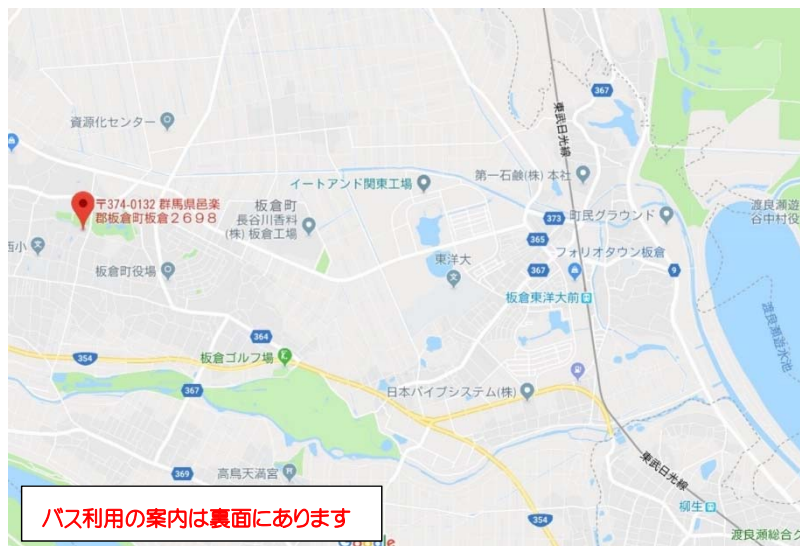 367
資源化センター
東武日光線
第一石鹸(株) 本社
イートアンド関東工場
〒374-0132 群馬県邑楽
郡板倉町板倉2698
板倉町
長谷川香料
(株) 板倉工場
373
町民グラウンド
渡良瀬遊
谷中村役
365
フォリオタウン板倉
西小
板倉町役場
東洋大
367
9
板倉東洋大前
渡良瀬遊水池
364
354
板倉ゴルフ場
367
日本パイプシステム(株)
369
高鳥天満宮
東武日光線
バス利用の案内は裏面にあります
354
柳生
渡良瀬総合グ
Google